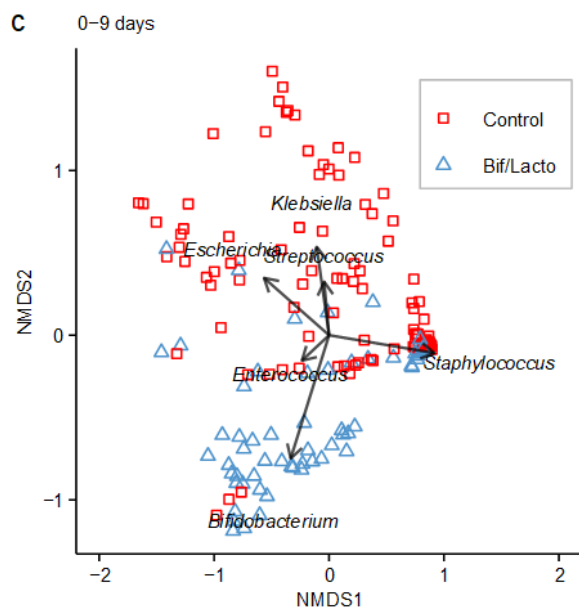 C 0–9 days
Control
Bif/Lacto
Klebsiella
Escherichia
Streptococcus
Staphylococcus
Enterococcus
Bifidobacterium
NMDS2
1
0
−1
−2 −1 0 1 2
NMDS1